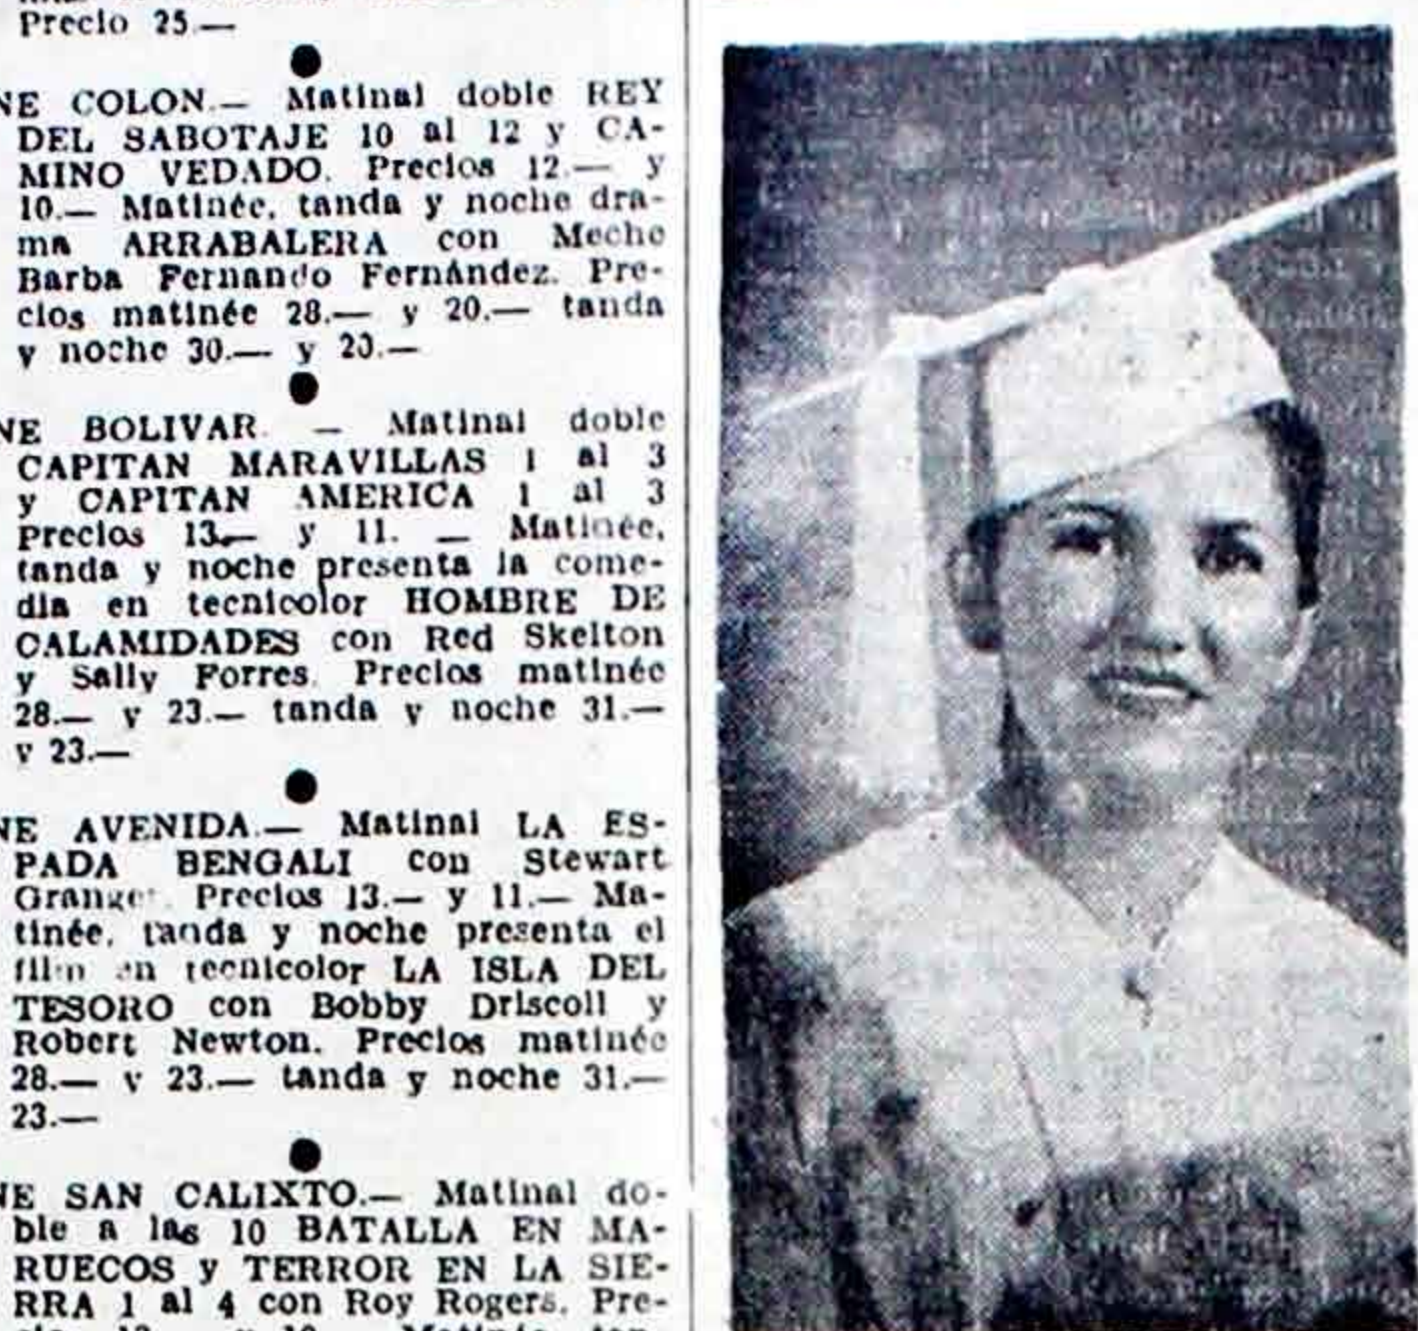 Precio 25.—
NE COLON.— Matinal doble REY
DEL SABOTAJE 10 al 12 y CA-
MINO VEDADO. Precios 12.— y
10.— Matinée, tanda y noche dra-
ma ARRABALERA con Meche
Barba Fernando Fernández. Pre-
cios matinée 28.— y 20.— tanda
y noche 30.— y 20.—
NE BOLIVAR. — Matinal doble
CAPITAN MARAVILLAS 1 al 3
y CAPITAN AMERICA 1 al 3
Precios 13.— y 11. — Matinée,
tanda y noche presenta la come-
dia en tecnicolor HOMBRE DE
CALAMIDADES con Red Skelton
y Sally Forres. Precios matinée
28.— y 23.— tanda y noche 31.—
y 23.—
NE AVENIDA.— Matinal LA ES-
PADA BENGALI con Stewart
Granger. Precios 13.— y 11.— Ma-
tinée, tanda y noche presenta el
film en tecnicolor LA ISLA DEL
TESORO con Bobby Driscoll y
Robert Newton. Precios matinée
28.— y 23.— tanda y noche 31.—
23.—
NE SAN CALIXTO.— Matinal do-
ble a las 10 BATALLA EN MA-
RUECOS y TERROR EN LA SIE-
RRA 1 al 4 con Roy Rogers. Pre-